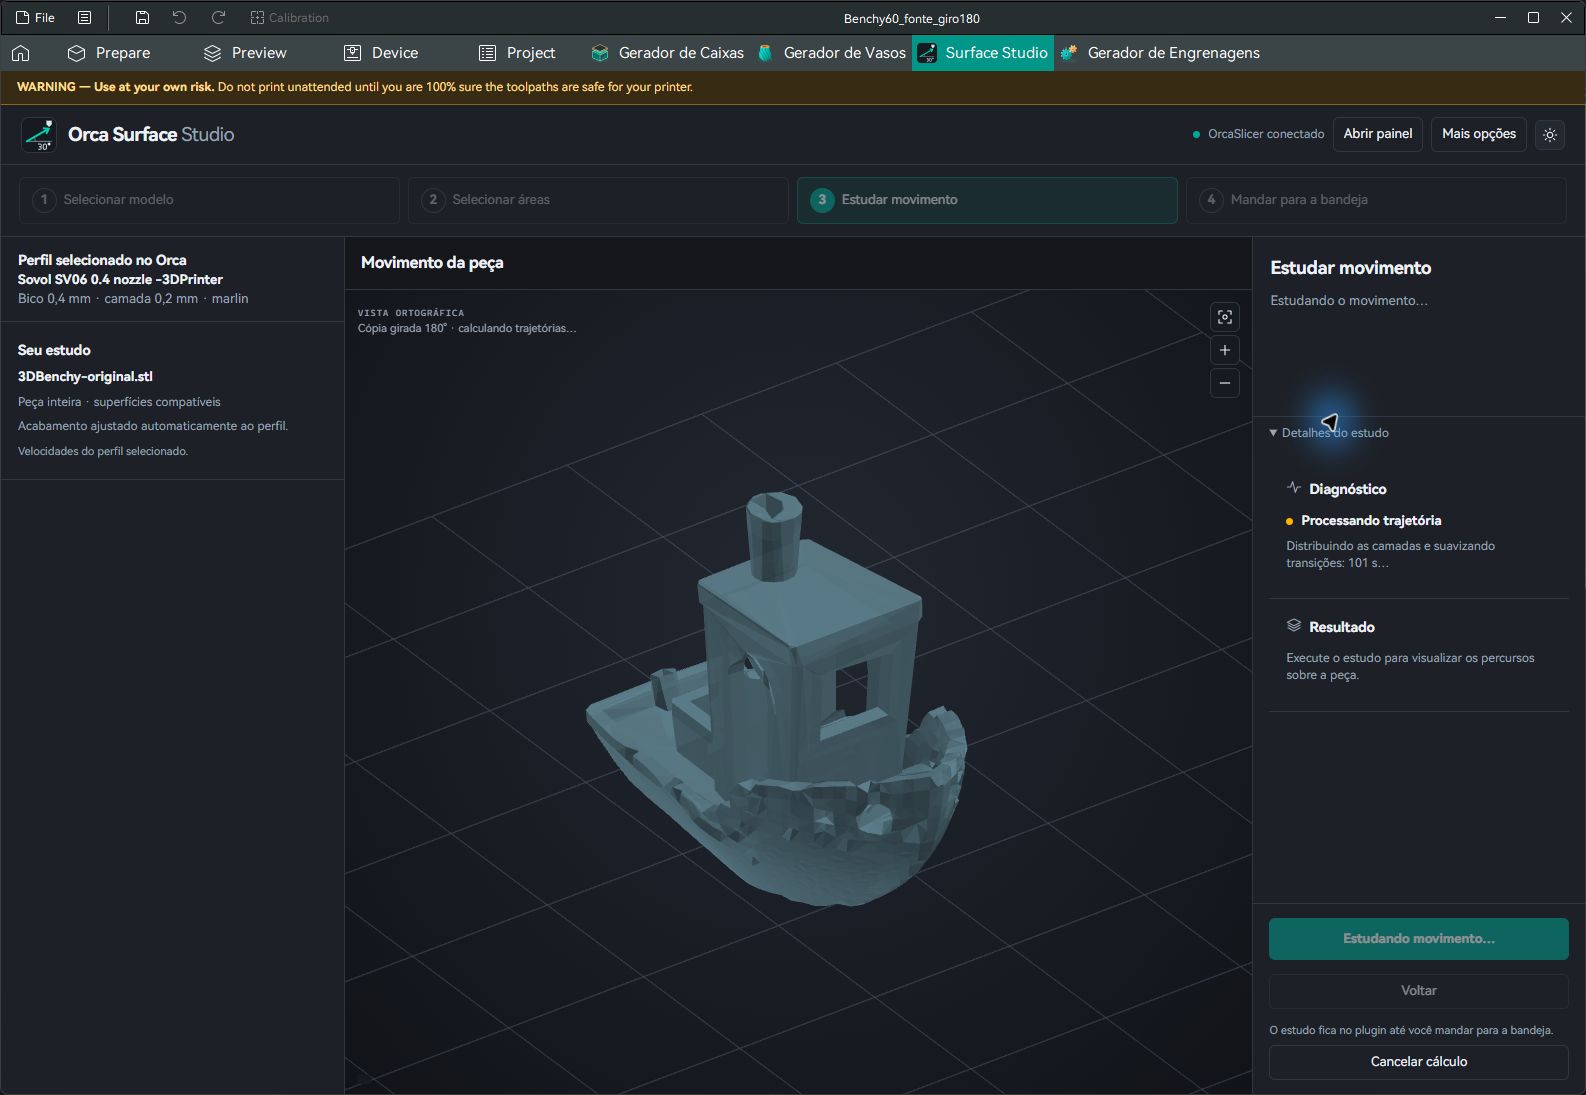 File
Calibration
Benchy60_fonte_giro180
Prepare
Preview
Device
Project
Gerador de Caixas
Gerador de Vasos
Surface Studio
Gerador de Engrenagens
WARNING — Use at your own risk. Do not print unattended until you are 100% sure the toolpaths are safe for your printer.
30°
Orca Surface Studio
OrcaSlicer conectado
Abrir painel
Mais opções
1 Selecionar modelo
2 Selecionar áreas
3 Estudar movimento
4 Mandar para a bandeja
Perfil selecionado no Orca
Sovol SV06 0.4 nozzle -3DPrinter
Bico 0,4 mm · camada 0,2 mm · marlin
Seu estudo
3DBenchy-original.stl
Peça inteira · superfícies compatíveis
Acabamento ajustado automaticamente ao perfil.
Velocidades do perfil selecionado.
Movimento da peça
VISTA ORTOGRÁFICA
Cópia girada 180° · calculando trajetórias...
Estudar movimento
Estudando o movimento...
▼ Detalhes do estudo
Diagnóstico
Processando trajetória
Distribuindo as camadas e suavizando
transições: 101 s...
Resultado
Execute o estudo para visualizar os percursos
sobre a peça.
Estudando movimento...
Voltar
O estudo fica no plugin até você mandar para a bandeja.
Cancelar cálculo